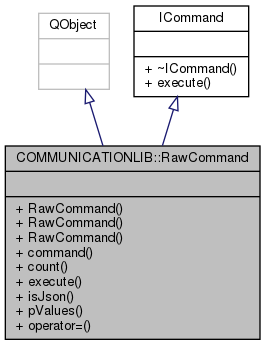 QObject
ICommand
+ ~ICommand()
+ execute()
COMMUNICATIONLIB::RawCommand
+ RawCommand()
+ RawCommand()
+ RawCommand()
+ command()
+ count()
+ execute()
+ isJson()
+ pValues()
+ operator=()